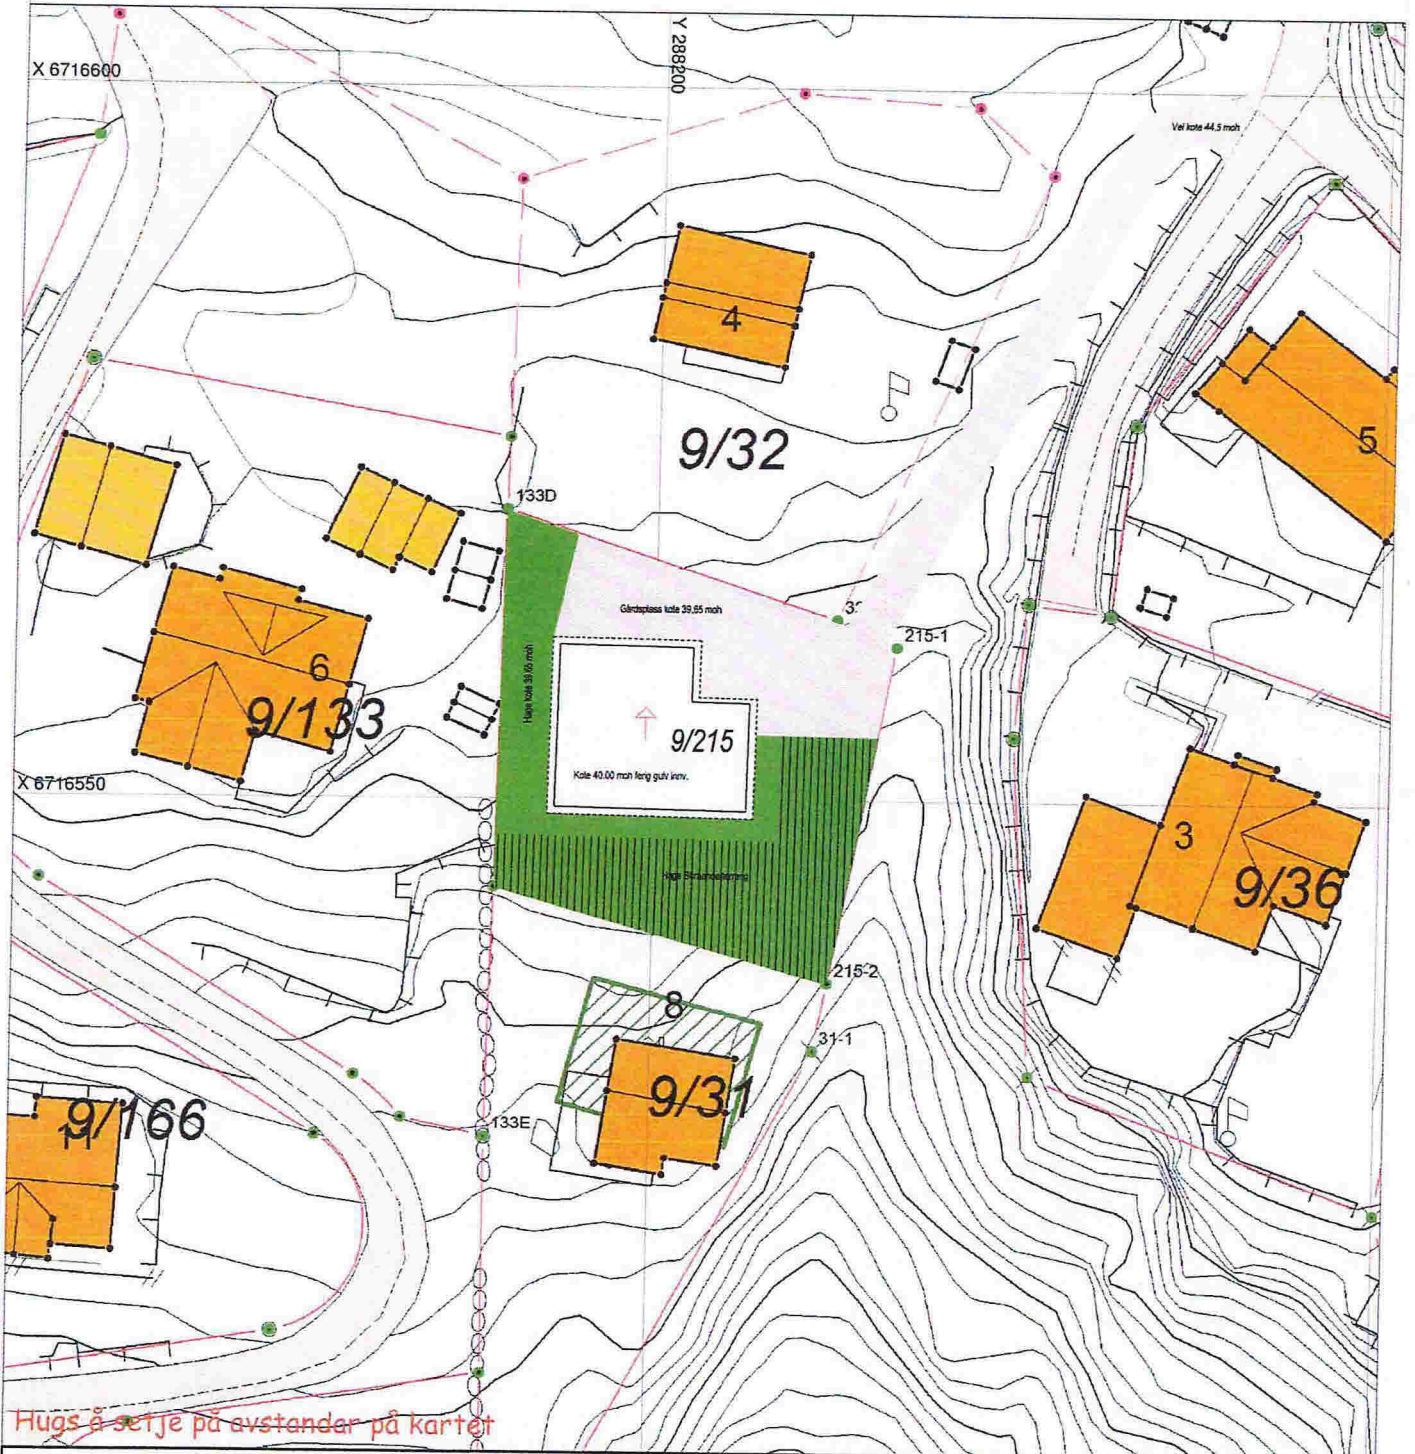 X 6716600
Y 288200
Vei kote 44.5 moh
4
5
9/32
133D
Gårdsplass kote 39,65 moh
215-1
6
9/133
9/215
Kote 40.00 moh ferig gulv innv.
X 6716550
3
9/36
215-2
8
31-1
9/31
9/166
133E
Hugs å setje på avstandar på kartet